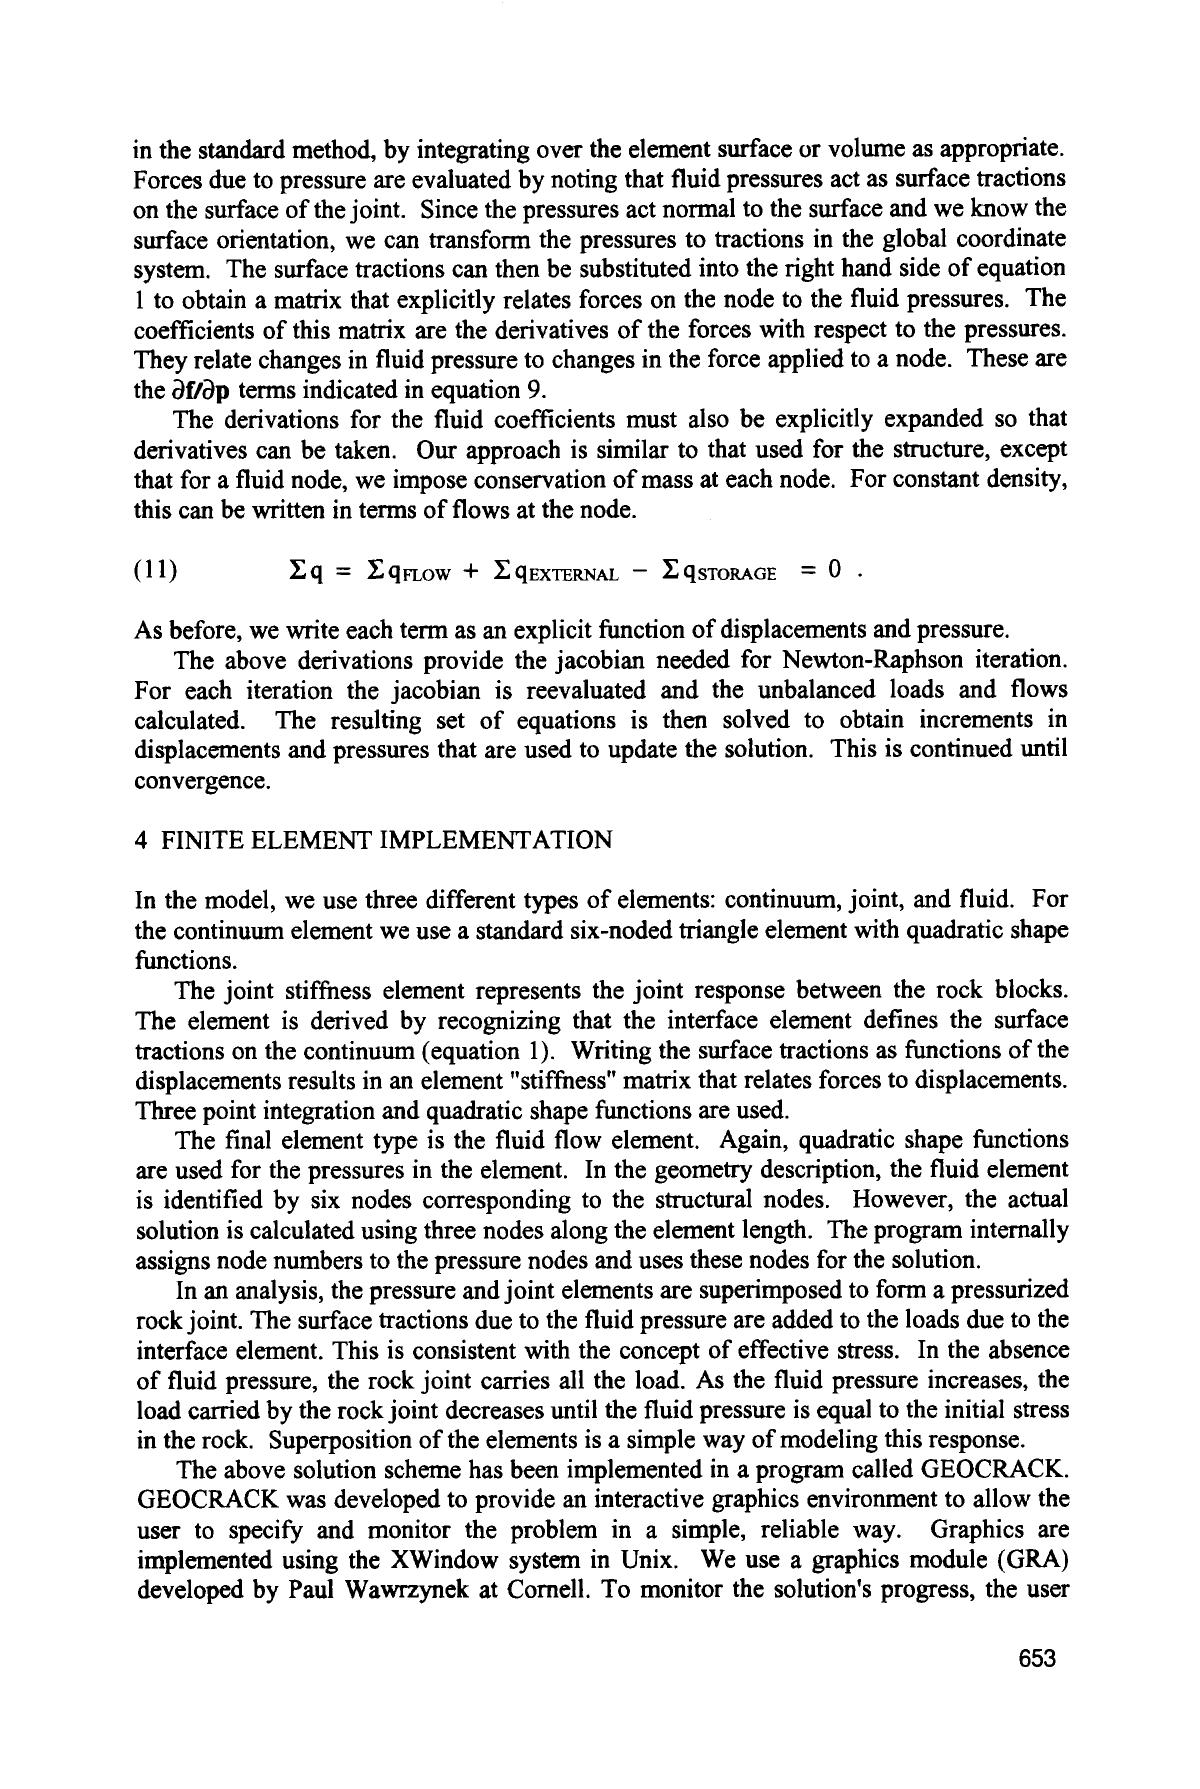 in the standard method, by integrating over the element surface or volume as appropriate.
Forces due to pressure are evaluated by noting that fluid pressures act as surface tractions
on the surface of the joint. Since the pressures act normal to the surface and we know the
surface orientation, we can transform the pressures to tractions in the global coordinate
system. The surface tractions can then be substituted into the right hand side of equation
1 to obtain a matrix that explicitly relates forces on the node to the fluid pressures. The
coefficients of this matrix are the derivatives of the forces with respect to the pressures.
They relate changes in fluid pressure to changes in the force applied to a node. These are
the ∂f/∂p terms indicated in equation 9.
The derivations for the fluid coefficients must also be explicitly expanded so that
derivatives can be taken. Our approach is similar to that used for the structure, except
that for a fluid node, we impose conservation of mass at each node. For constant density,
this can be written in terms of flows at the node.
(11) Σq = ΣqFLOW + ΣqEXTERNAL − ΣqSTORAGE = 0 .
As before, we write each term as an explicit function of displacements and pressure.
The above derivations provide the jacobian needed for Newton-Raphson iteration.
For each iteration the jacobian is reevaluated and the unbalanced loads and flows
calculated. The resulting set of equations is then solved to obtain increments in
displacements and pressures that are used to update the solution. This is continued until
convergence.
4 FINITE ELEMENT IMPLEMENTATION
In the model, we use three different types of elements: continuum, joint, and fluid. For
the continuum element we use a standard six-noded triangle element with quadratic shape
functions.
The joint stiffness element represents the joint response between the rock blocks.
The element is derived by recognizing that the interface element defines the surface
tractions on the continuum (equation 1). Writing the surface tractions as functions of the
displacements results in an element "stiffness" matrix that relates forces to displacements.
Three point integration and quadratic shape functions are used.
The final element type is the fluid flow element. Again, quadratic shape functions
are used for the pressures in the element. In the geometry description, the fluid element
is identified by six nodes corresponding to the structural nodes. However, the actual
solution is calculated using three nodes along the element length. The program internally
assigns node numbers to the pressure nodes and uses these nodes for the solution.
In an analysis, the pressure and joint elements are superimposed to form a pressurized
rock joint. The surface tractions due to the fluid pressure are added to the loads due to the
interface element. This is consistent with the concept of effective stress. In the absence
of fluid pressure, the rock joint carries all the load. As the fluid pressure increases, the
load carried by the rock joint decreases until the fluid pressure is equal to the initial stress
in the rock. Superposition of the elements is a simple way of modeling this response.
The above solution scheme has been implemented in a program called GEOCRACK.
GEOCRACK was developed to provide an interactive graphics environment to allow the
user to specify and monitor the problem in a simple, reliable way. Graphics are
implemented using the XWindow system in Unix. We use a graphics module (GRA)
developed by Paul Wawrzynek at Cornell. To monitor the solution's progress, the user
653